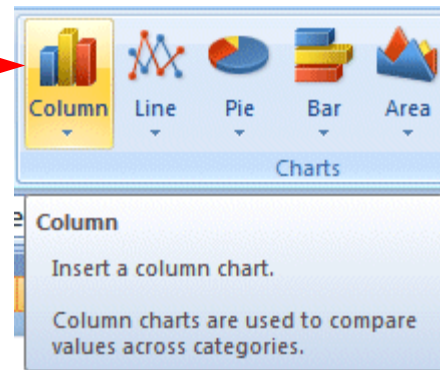 Column Line Pie Bar Area
Charts
Column
Insert a column chart.
Column charts are used to compare
values across categories.